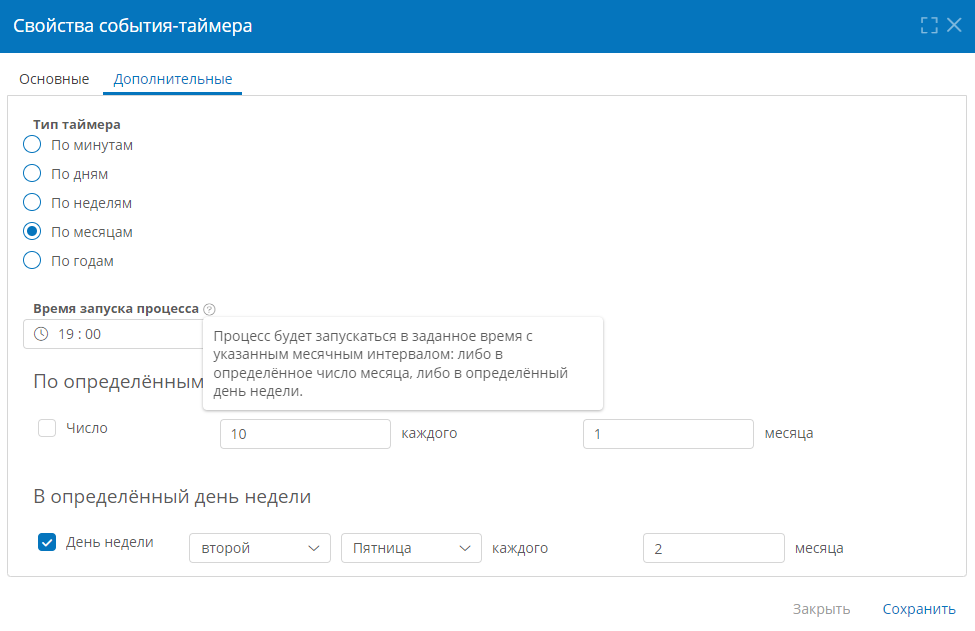 Свойства события-таймера
Основные Дополнительные
Тип таймера
По минутам
По дням
По неделям
По месяцам
По годам
Время запуска процесса ?
19 : 00
Процесс будет запускаться в заданное время с
указанным месячным интервалом: либо в
определённое число месяца, либо в определённый
день недели.
По определённым
Число 10 каждого 1 месяца
В определённый день недели
День недели второй Пятница каждого 2 месяца
Закрыть Сохранить